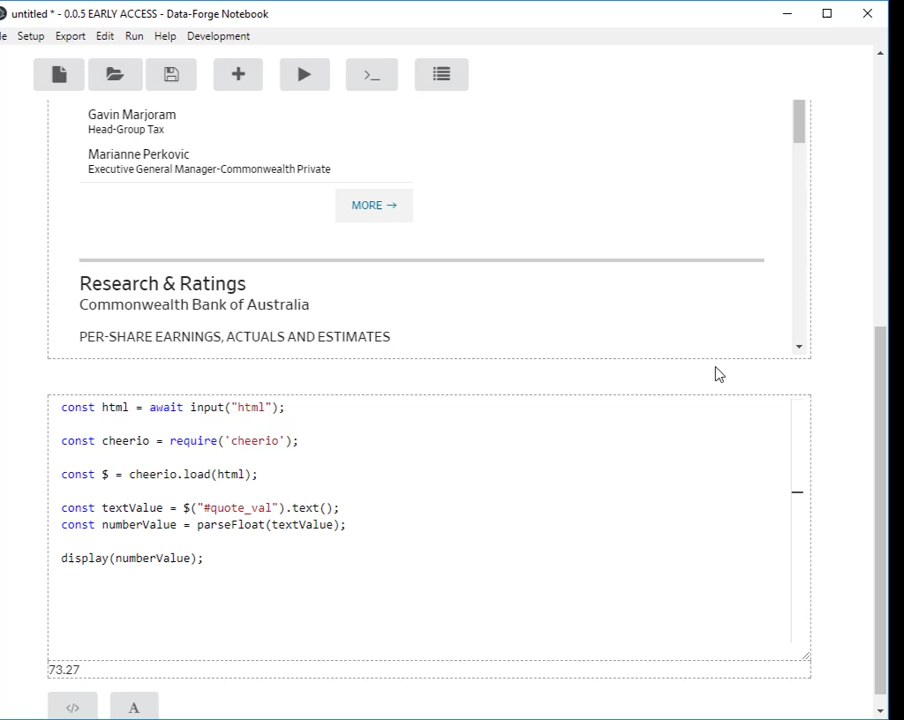 untitled * - 0.0.5 EARLY ACCESS - Data-Forge Notebook
le Setup Export Edit Run Help Development
>_
Gavin Marjoram
Head-Group Tax
Marianne Perkovic
Executive General Manager-Commonwealth Private
MORE →
Research & Ratings
Commonwealth Bank of Australia
PER-SHARE EARNINGS, ACTUALS AND ESTIMATES
const html = await input("html");
const cheerio = require('cheerio');
const $ = cheerio.load(html);
const textValue = $("#quote_val").text();
const numberValue = parseFloat(textValue);
display(numberValue);
73.27
</> A